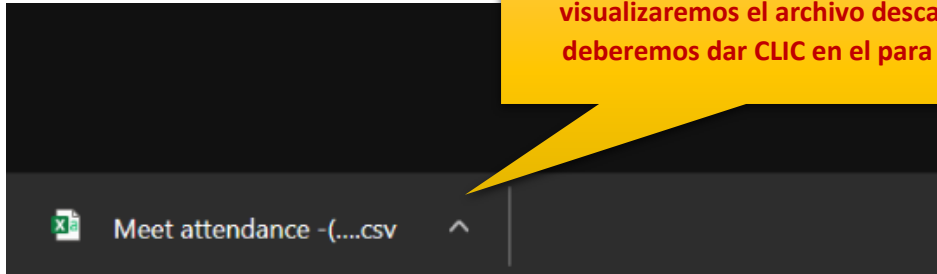 visualizaremos el archivo desca
deberemos dar CLIC en el para
Meet attendance -(....csv